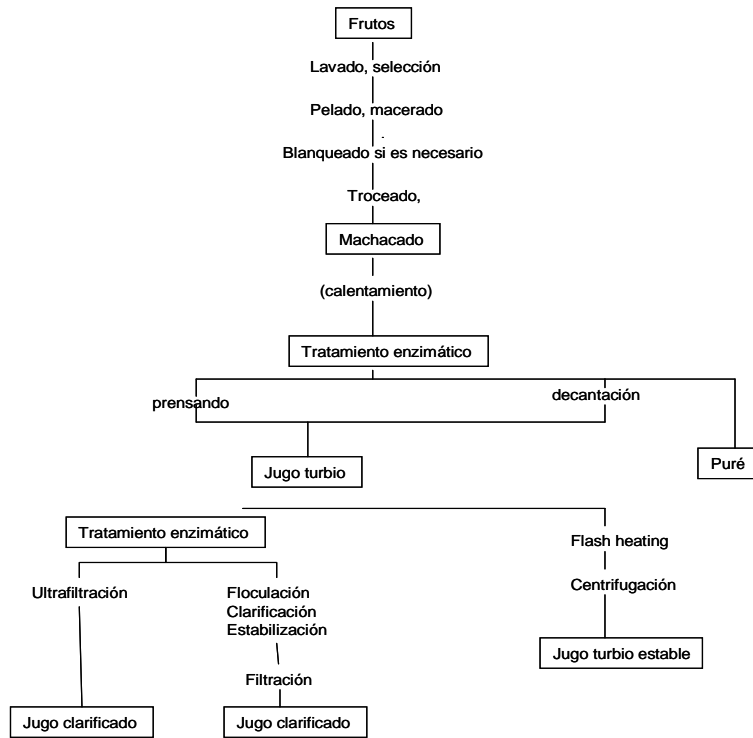 Frutos
Lavado, selección
Pelado, macerado
Blanqueado si es necesario
Troceado,
Machacado
(calentamiento)
Tratamiento enzimático
prensando
decantación
Puré
Jugo turbio
Tratamiento enzimático
Flash heating
Ultrafiltración
Floculación
Centrifugación
Clarificación
Estabilización
Jugo turbio estable
Filtración
Jugo clarificado
Jugo clarificado